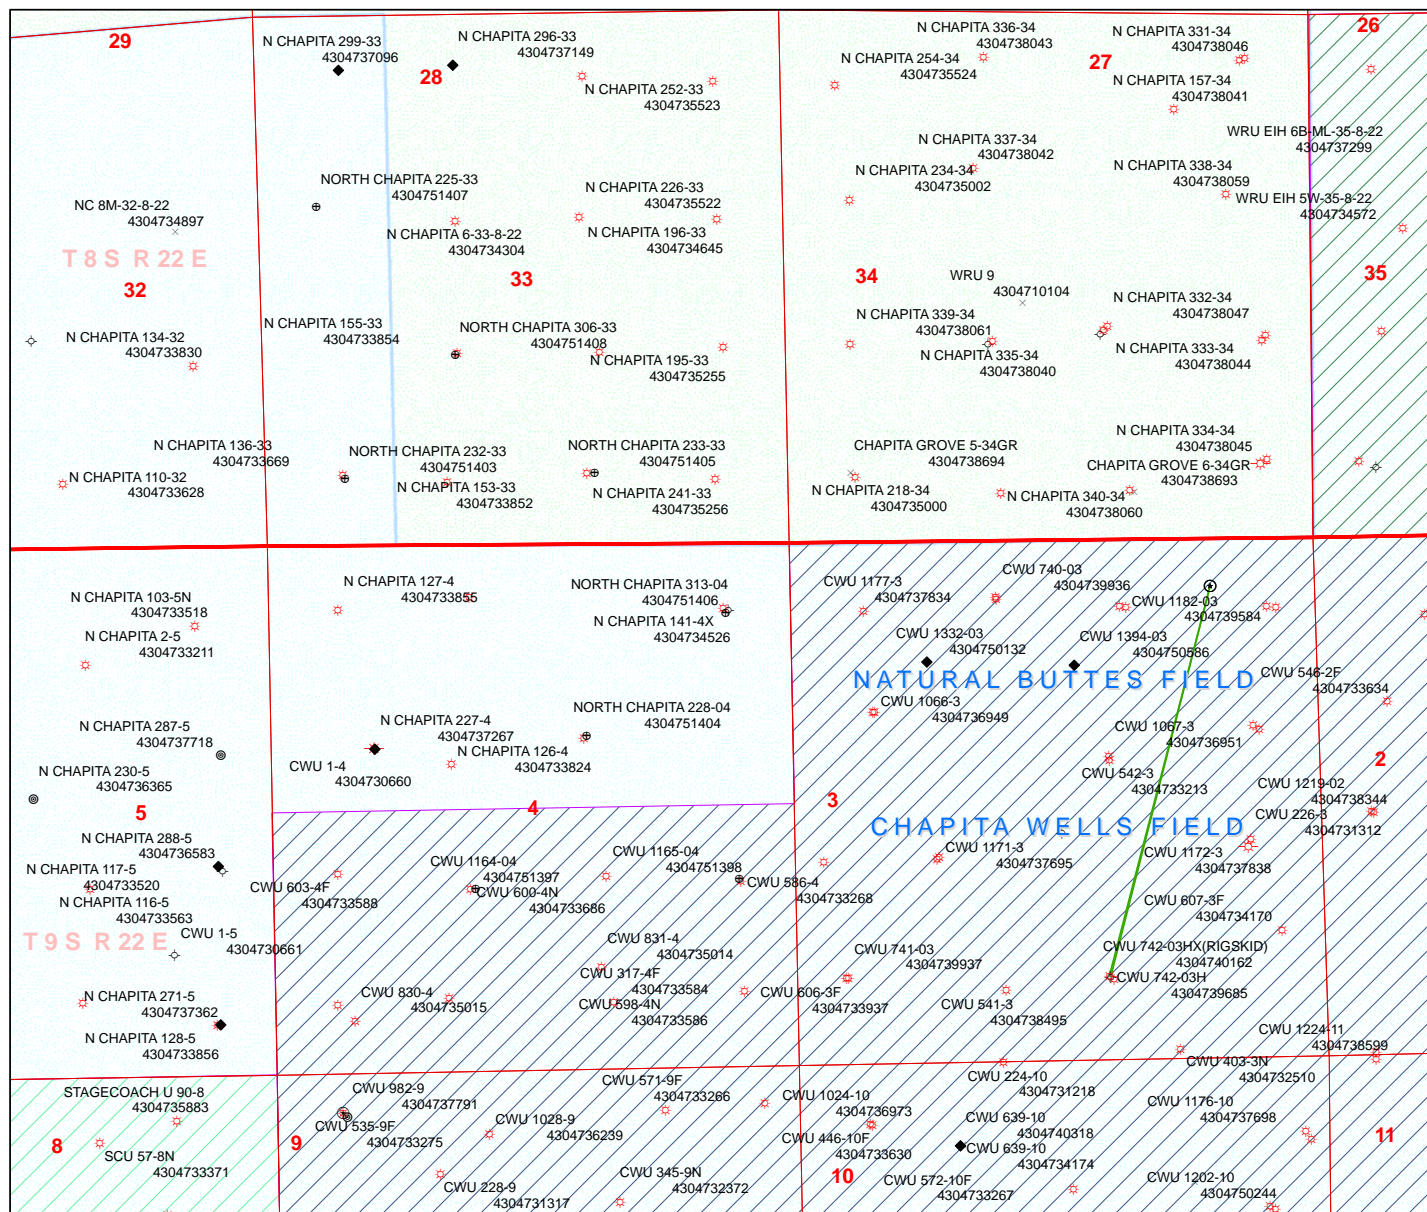 29
N CHAPITA 299-33
4304737096
N CHAPITA 296-33
4304737149
28
N CHAPITA 252-33
4304735523
N CHAPITA 336-34
4304738043
N CHAPITA 254-34
4304735524
27
N CHAPITA 331-34
4304738046
N CHAPITA 157-34
4304738041
26
WRU EIH 6B-ML-35-8-22
4304737299
NC 8M-32-8-22
4304734897
T 8 S R 22 E
32
NORTH CHAPITA 225-33
4304751407
N CHAPITA 6-33-8-22
4304734304
N CHAPITA 226-33
4304735522
N CHAPITA 196-33
4304734645
33
N CHAPITA 337-34
4304738042
N CHAPITA 234-34
4304735002
N CHAPITA 338-34
4304738059
WRU EIH 5W-35-8-22
4304734572
34
WRU 9
4304710104
35
N CHAPITA 134-32
4304733830
N CHAPITA 155-33
4304733854
NORTH CHAPITA 306-33
4304751408
N CHAPITA 195-33
4304735255
N CHAPITA 339-34
4304738061
N CHAPITA 335-34
4304738040
N CHAPITA 332-34
4304738047
N CHAPITA 333-34
4304738044
N CHAPITA 136-33
4304733669
N CHAPITA 110-32
4304733628
NORTH CHAPITA 232-33
4304751403
N CHAPITA 153-33
4304733852
NORTH CHAPITA 233-33
4304751405
N CHAPITA 241-33
4304735256
CHAPITA GROVE 5-34GR
4304738694
N CHAPITA 218-34
4304735000
N CHAPITA 334-34
4304738045
CHAPITA GROVE 6-34GR
4304738693
N CHAPITA 340-34
4304738060
N CHAPITA 103-5N
4304733518
N CHAPITA 2-5
4304733211
N CHAPITA 127-4
4304733855
NORTH CHAPITA 313-04
4304751406
N CHAPITA 141-4X
4304734526
CWU 1177-3
4304737834
CWU 740-03
4304739936
CWU 1182-03
4304739584
CWU 1332-03
4304750132
CWU 1394-03
4304750586
NATURAL BUTTES FIELD
CWU 546-2F
4304733634
N CHAPITA 287-5
4304737718
N CHAPITA 230-5
4304736365
5
N CHAPITA 227-4
4304737267
CWU 1-4
4304730660
N CHAPITA 126-4
4304733824
NORTH CHAPITA 228-04
4304751404
4
CWU 1066-3
4304736949
CWU 1067-3
4304736951
CWU 542-3
4304733213
3
2
CWU 1219-02
4304738344
CWU 226-3
4304731312
CHAPITA WELLS FIELD
N CHAPITA 288-5
4304736583
N CHAPITA 117-5
4304733520
N CHAPITA 116-5
4304733563
CWU 1-5
4304730661
T 9 S R 22 E
CWU 603-4F
4304733588
CWU 1164-04
4304751397
CWU 600-4N
4304733686
CWU 1165-04
4304751398
CWU 586-4
4304733268
CWU 1171-3
4304737695
CWU 1172-3
4304737838
CWU 607-3F
4304734170
CWU 831-4
4304735014
CWU 317-4F
4304733584
CWU 598-4N
4304733586
CWU 830-4
4304735015
CWU 741-03
4304739937
CWU 606-3F
4304733937
CWU 742-03HX(RIGSKID)
4304740162
CWU 742-03H
4304739685
CWU 541-3
4304738495
N CHAPITA 271-5
4304737362
N CHAPITA 128-5
4304733856
CWU 1224-11
4304738599
CWU 403-3N
4304732510
STAGECOACH U 90-8
4304735883
8
SCU 57-8N
4304733371
9
CWU 982-9
4304737791
CWU 535-9F
4304733275
CWU 1028-9
4304736239
CWU 571-9F
4304733266
CWU 228-9
4304731317
CWU 345-9N
4304732372
CWU 1024-10
4304736973
CWU 446-10F
4304733630
10
CWU 224-10
4304731218
CWU 639-10
4304740318
CWU 639-10
4304734174
CWU 572-10F
4304733267
CWU 1176-10
4304737698
CWU 1202-10
4304750244
11